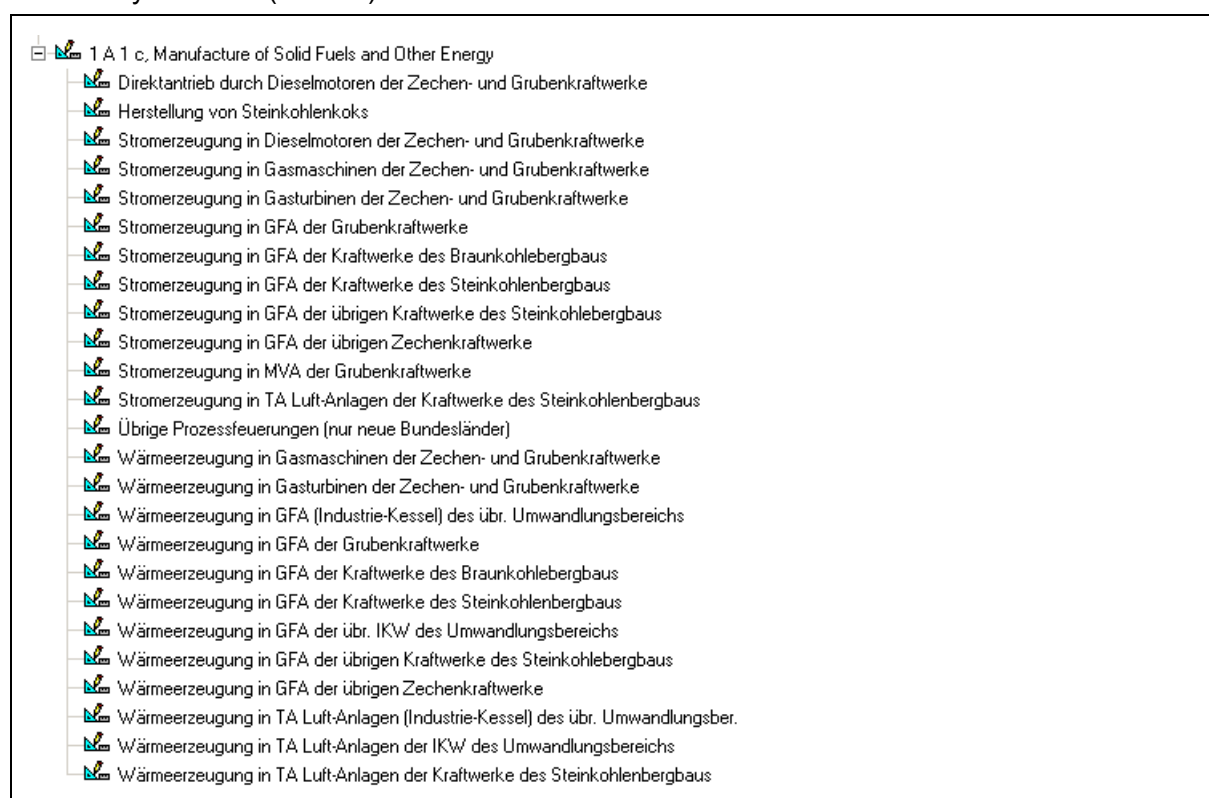 1 A 1 c, Manufacture of Solid Fuels and Other Energy
Direktantrieb durch Dieselmotoren der Zechen- und Grubenkraftwerke
Herstellung von Steinkohlenkoks
Stromerzeugung in Dieselmotoren der Zechen- und Grubenkraftwerke
Stromerzeugung in Gasmaschinen der Zechen- und Grubenkraftwerke
Stromerzeugung in Gasturbinen der Zechen- und Grubenkraftwerke
Stromerzeugung in GFA der Grubenkraftwerke
Stromerzeugung in GFA der Kraftwerke des Braunkohlebergbaus
Stromerzeugung in GFA der Kraftwerke des Steinkohlenbergbaus
Stromerzeugung in GFA der übrigen Kraftwerke des Steinkohlebergbaus
Stromerzeugung in GFA der übrigen Zechenkraftwerke
Stromerzeugung in MVA der Grubenkraftwerke
Stromerzeugung in TA Luft-Anlagen der Kraftwerke des Steinkohlenbergbaus
Übrige Prozessfeuerungen (nur neue Bundesländer)
Wärmeerzeugung in Gasmaschinen der Zechen- und Grubenkraftwerke
Wärmeerzeugung in Gasturbinen der Zechen- und Grubenkraftwerke
Wärmeerzeugung in GFA (Industrie-Kessel) des übr. Umwandlungsbereichs
Wärmeerzeugung in GFA der Grubenkraftwerke
Wärmeerzeugung in GFA der Kraftwerke des Braunkohlebergbaus
Wärmeerzeugung in GFA der Kraftwerke des Steinkohlenbergbaus
Wärmeerzeugung in GFA der übr. IKW des Umwandlungsbereichs
Wärmeerzeugung in GFA der übrigen Kraftwerke des Steinkohlebergbaus
Wärmeerzeugung in GFA der übrigen Zechenkraftwerke
Wärmeerzeugung in TA Luft-Anlagen (Industrie-Kessel) des übr. Umwandlungsber.
Wärmeerzeugung in TA Luft-Anlagen der IKW des Umwandlungsbereichs
Wärmeerzeugung in TA Luft-Anlagen der Kraftwerke des Steinkohlenbergbaus